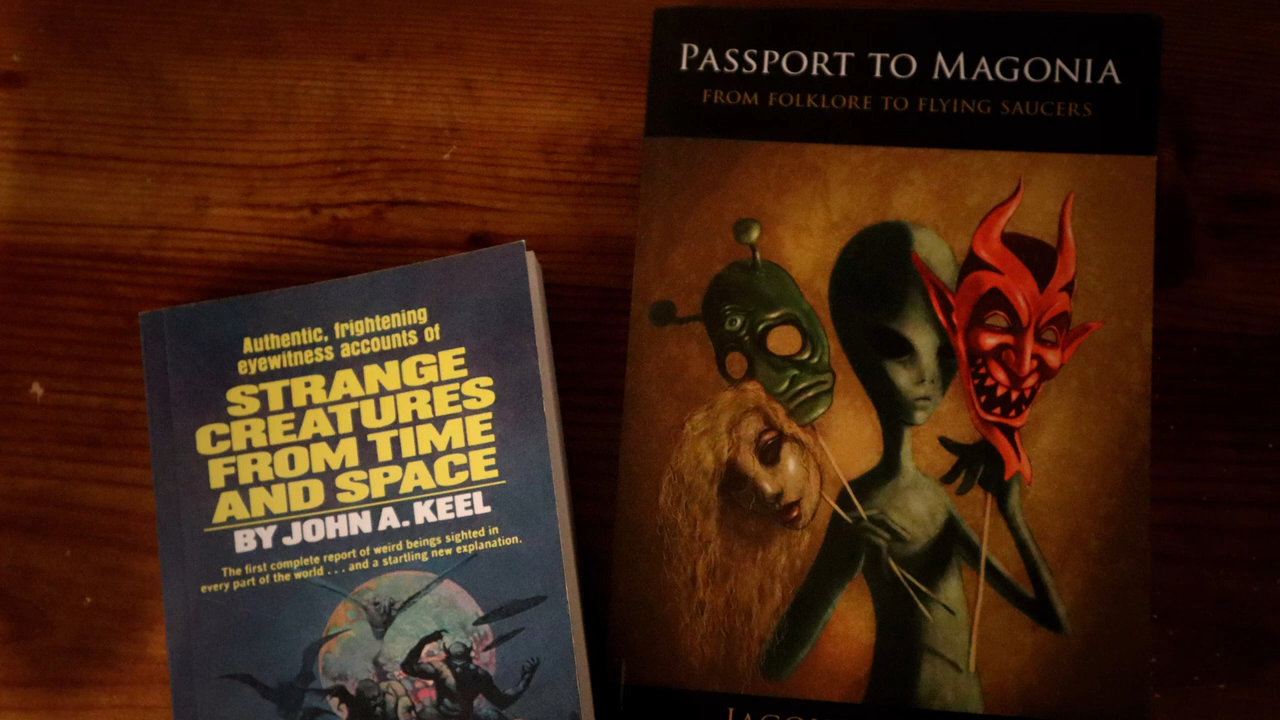 Authentic, frightening
eyewitness accounts of
STRANGE
CREATURES
FROM TIME
AND SPACE
BY JOHN A. KEEL
The first complete report of weird beings sighted in
every part of the world . . . and a startling new explanation.
PASSPORT TO MAGONIA
FROM FOLKLORE TO FLYING SAUCERS